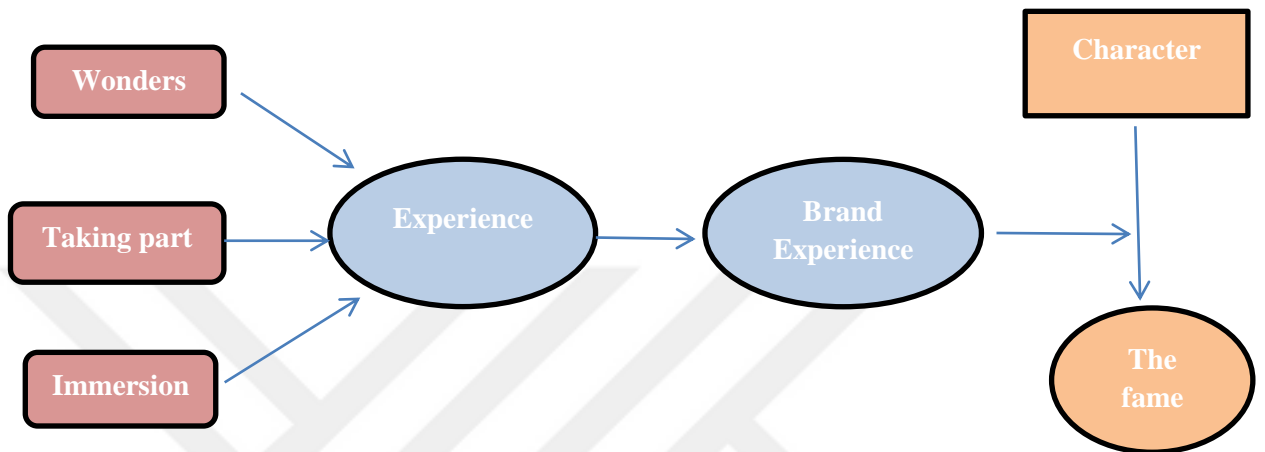 Wonders
Character
Taking part
Experience
Brand
Experience
Immersion
The
fame